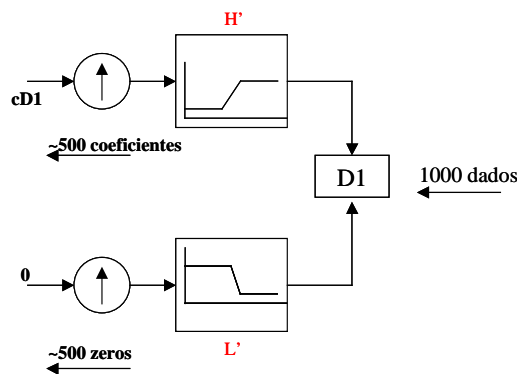 H’
cD1
~500 coeficientes
D1
1000 dados
0
~500 zeros
L’